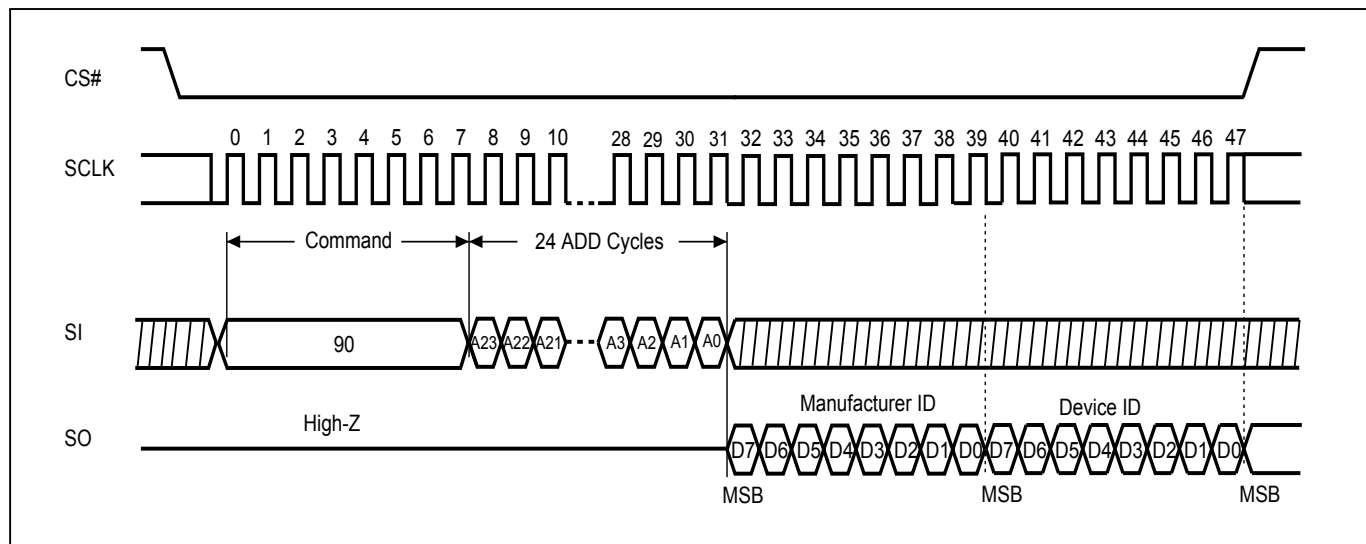 CS#
0 1 2 3 4 5 6 7 8 9 10 28 29 30 31 32 33 34 35 36 37 38 39 40 41 42 43 44 45 46 47
SCLK
Command 24 ADD Cycles
SI 90 A23 A22 A21 A3 A2 A1 A0
Manufacturer ID Device ID
High-Z
SO D7 D6 D5 D4 D3 D2 D1 D0 D7 D6 D5 D4 D3 D2 D1 D0
MSB MSB MSB